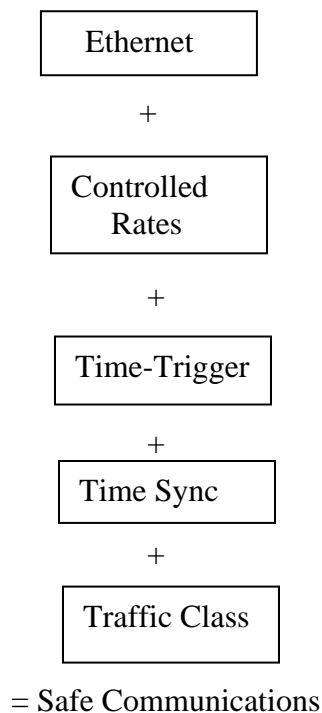 Ethernet
+
Controlled
Rates
+
Time-Trigger
+
Time Sync
+
Traffic Class
= Safe Communications